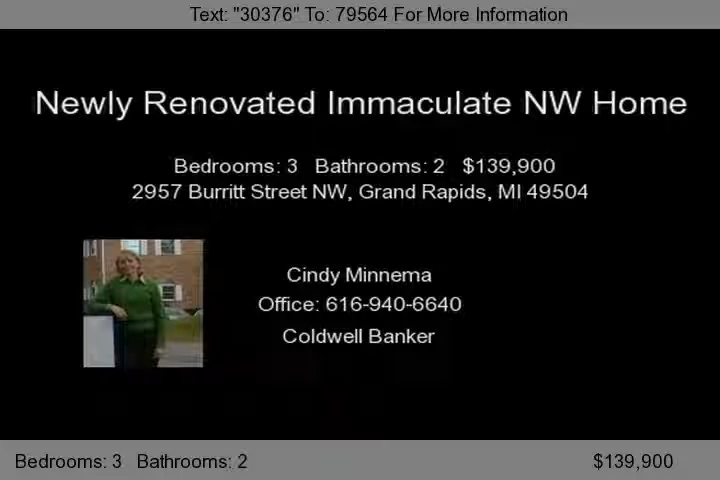 Text: "30376" To: 79564 For More Information
Newly Renovated Immaculate NW Home
Bedrooms: 3 Bathrooms: 2 $139,900
2957 Burritt Street NW, Grand Rapids, MI 49504
Cindy Minnema
Office: 616-940-6640
Coldwell Banker
Bedrooms: 3 Bathrooms: 2 $139,900